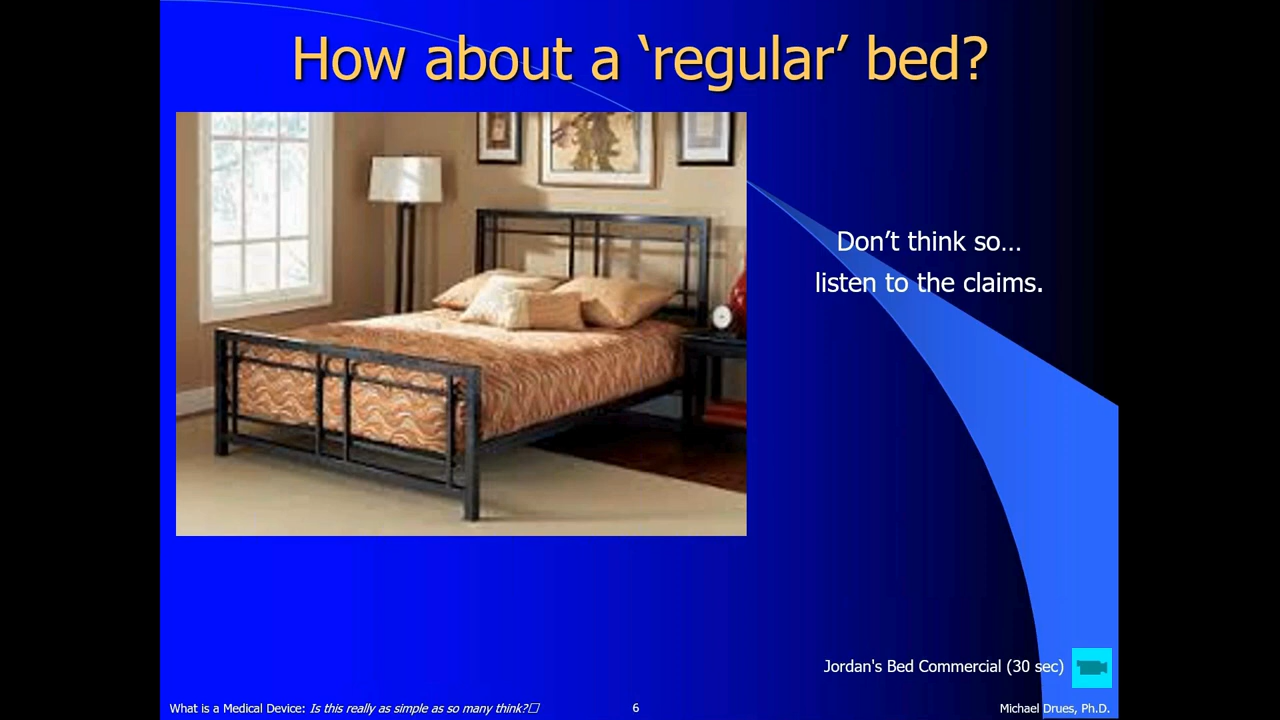 How about a ‘regular’ bed?
Don’t think so…
listen to the claims.
Jordan's Bed Commercial (30 sec)
What is a Medical Device: Is this really as simple as so many think?
6
Michael Drues, Ph.D.